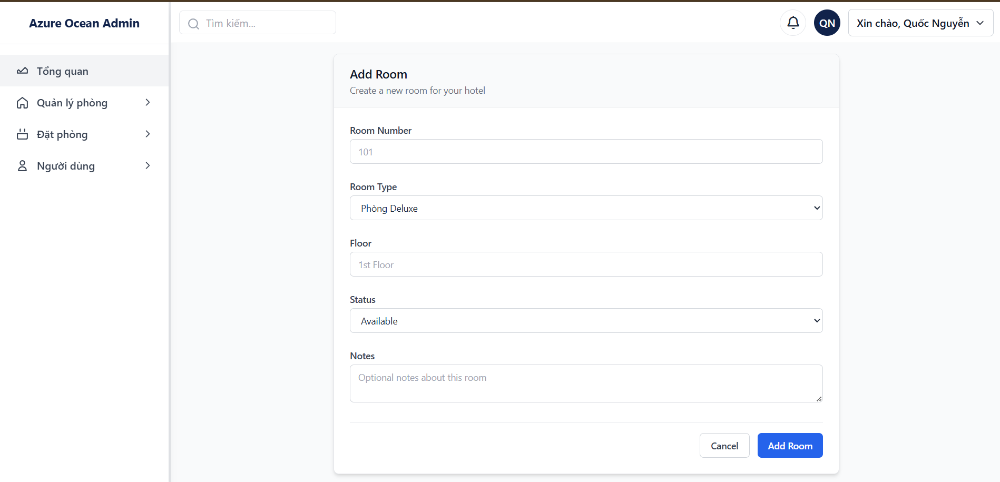 Azure Ocean Admin
Tìm kiếm...
QN
Xin chào, Quốc Nguyễn
Tổng quan
Quản lý phòng
Đặt phòng
Người dùng
Add Room
Create a new room for your hotel
Room Number
101
Room Type
Phòng Deluxe
Floor
1st Floor
Status
Available
Notes
Optional notes about this room
Cancel
Add Room